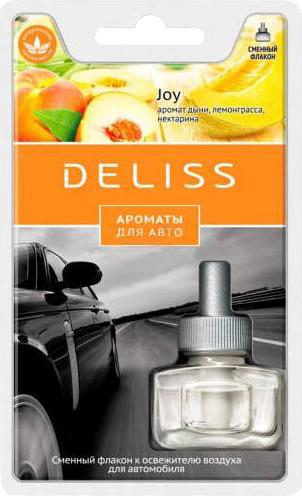 СМЕННЫЙ
ФЛАКОН
Joy
аромат дыни, лемонграсса,
нектарина
DELISS
АРОМАТЫ
ДЛЯ АВТО
Сменный флакон к освежителю воздуха
для автомобиля